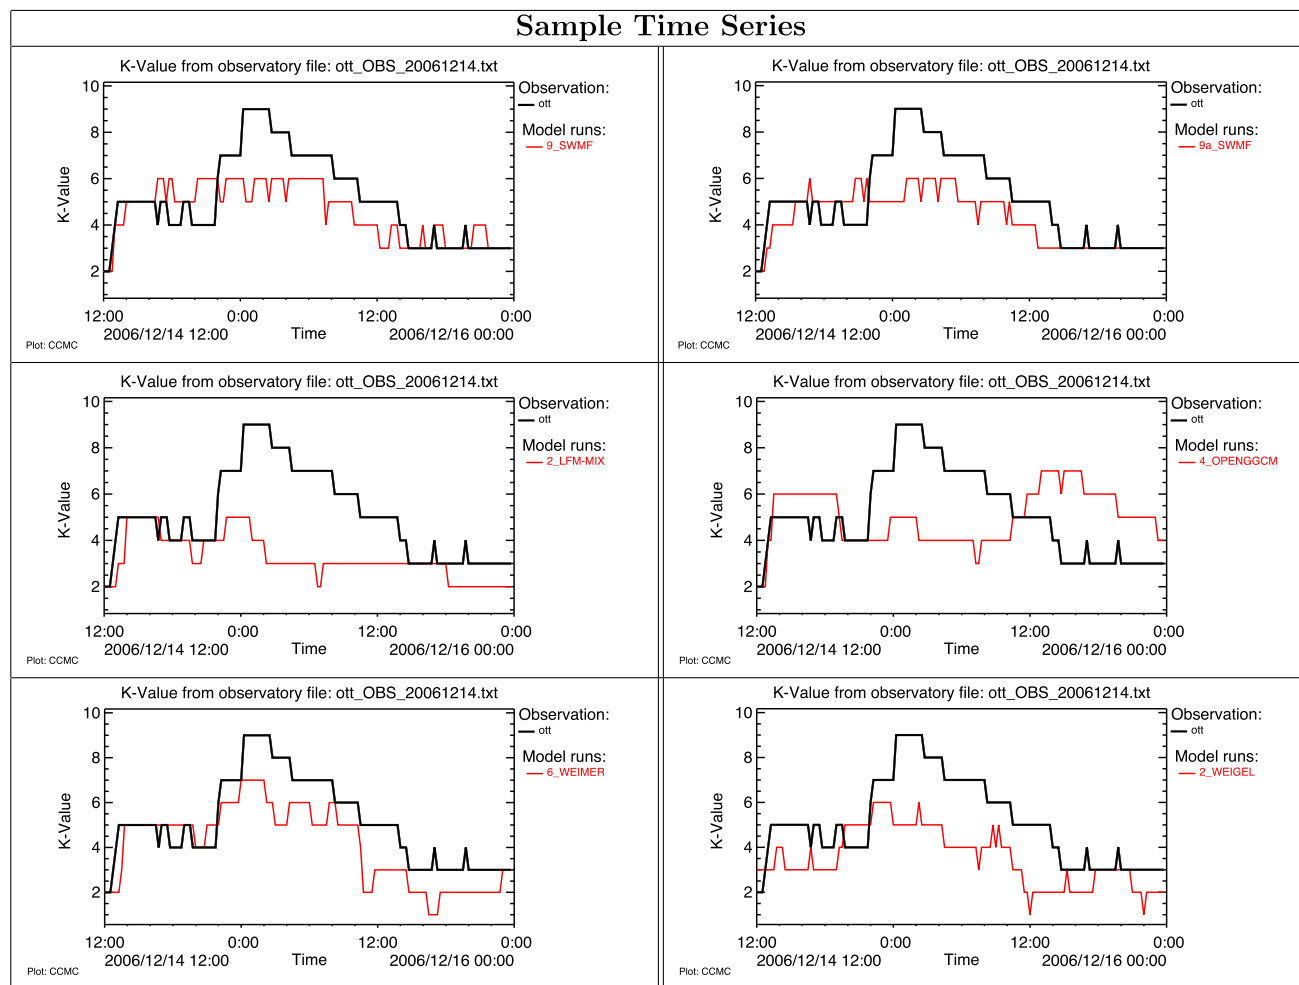 Sample Time Series
K-Value from observatory file: ott_OBS_20061214.txt
Observation:
ott
Model runs:
9_SWMF
K-Value
10
8
6
4
2
12:00 0:00 12:00 0:00
2006/12/14 12:00 Time 2006/12/16 00:00
Plot: CCMC
K-Value from observatory file: ott_OBS_20061214.txt
Observation:
ott
Model runs:
9a_SWMF
K-Value
10
8
6
4
2
12:00 0:00 12:00 0:00
2006/12/14 12:00 Time 2006/12/16 00:00
Plot: CCMC
K-Value from observatory file: ott_OBS_20061214.txt
Observation:
ott
Model runs:
2_LFM-MIX
K-Value
10
8
6
4
2
12:00 0:00 12:00 0:00
2006/12/14 12:00 Time 2006/12/16 00:00
Plot: CCMC
K-Value from observatory file: ott_OBS_20061214.txt
Observation:
ott
Model runs:
4_OPENGGCM
K-Value
10
8
6
4
2
12:00 0:00 12:00 0:00
2006/12/14 12:00 Time 2006/12/16 00:00
Plot: CCMC
K-Value from observatory file: ott_OBS_20061214.txt
Observation:
ott
Model runs:
6_WEIMER
K-Value
10
8
6
4
2
12:00 0:00 12:00 0:00
2006/12/14 12:00 Time 2006/12/16 00:00
Plot: CCMC
K-Value from observatory file: ott_OBS_20061214.txt
Observation:
ott
Model runs:
2_WEIGEL
K-Value
10
8
6
4
2
12:00 0:00 12:00 0:00
2006/12/14 12:00 Time 2006/12/16 00:00
Plot: CCMC